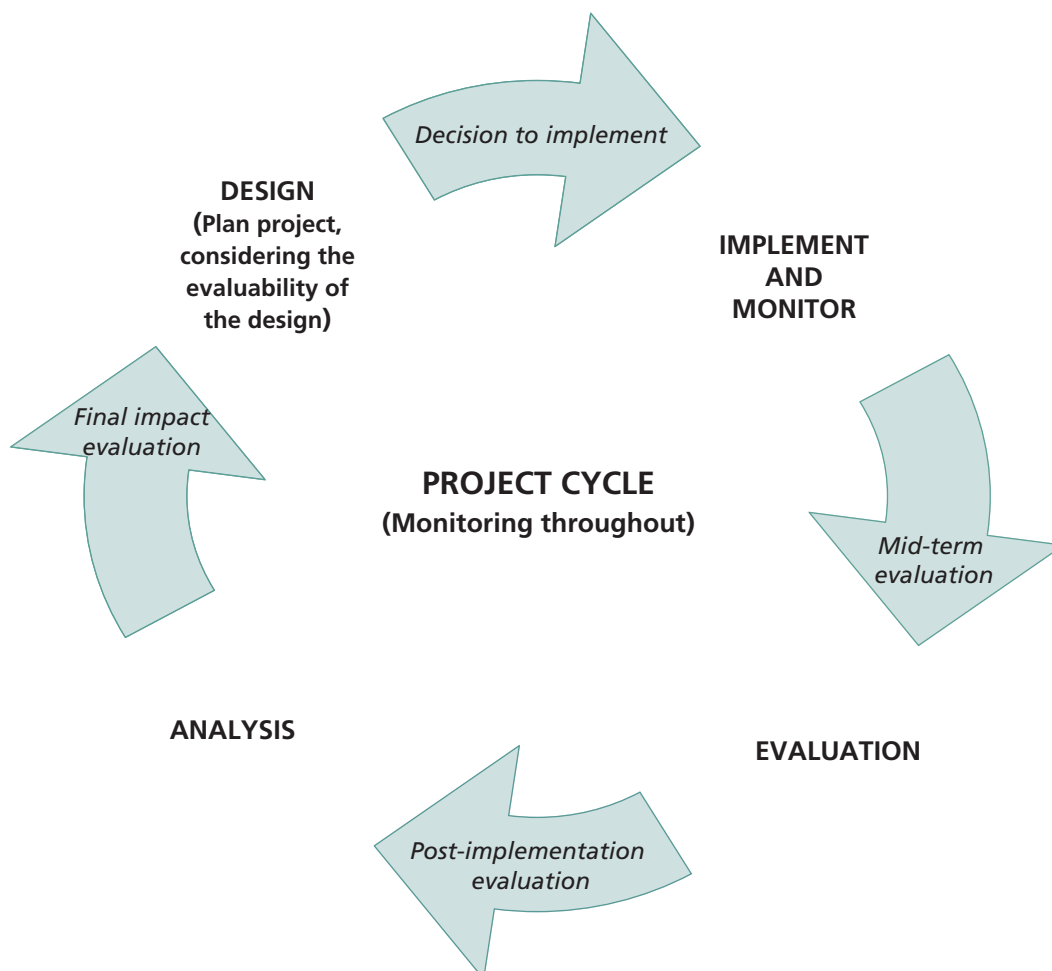 Decision to implement
DESIGN
(Plan project,
considering the
evaluability of
the design)
IMPLEMENT
AND
MONITOR
Final impact
evaluation
PROJECT CYCLE
(Monitoring throughout)
Mid-term
evaluation
ANALYSIS
EVALUATION
Post-implementation
evaluation